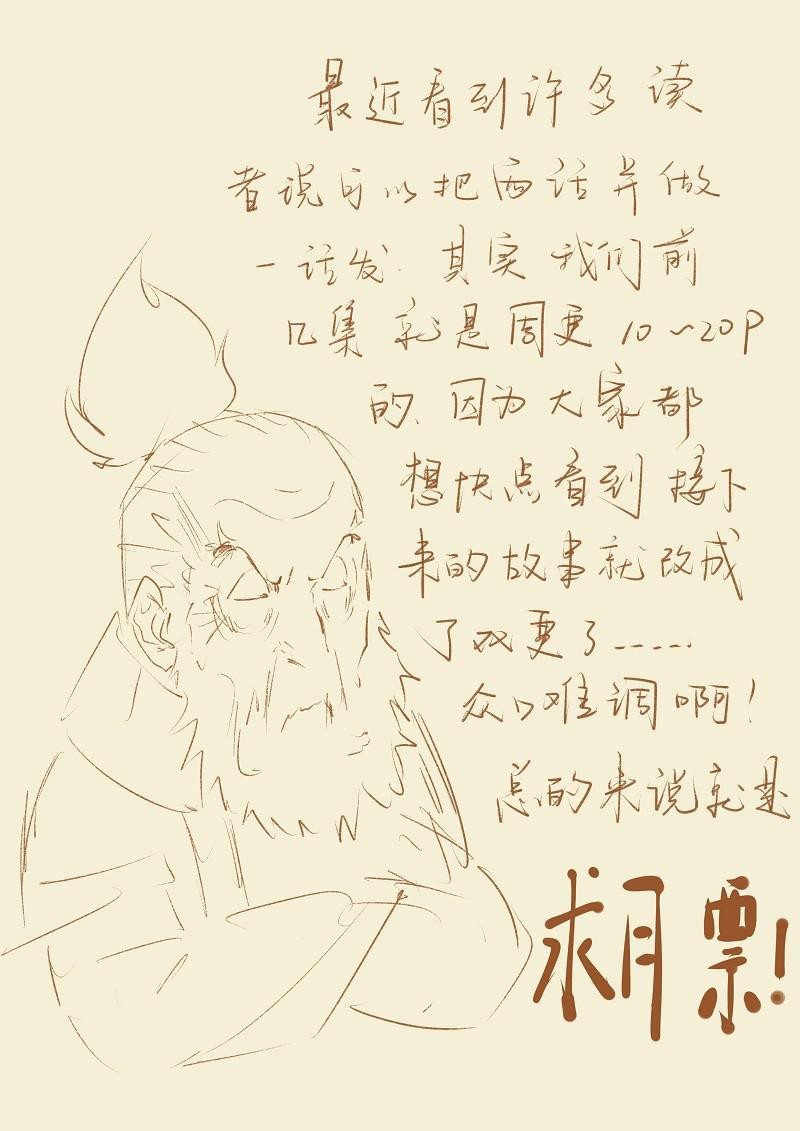 最近看到许多读
者说可以把两话并做
一话发.其实我们前
几集就是周更10~20P
的、因为大家都
想快点看到接下
来的故事就改成
了双更了......
众口难调啊!
总的来说就是
求月票!